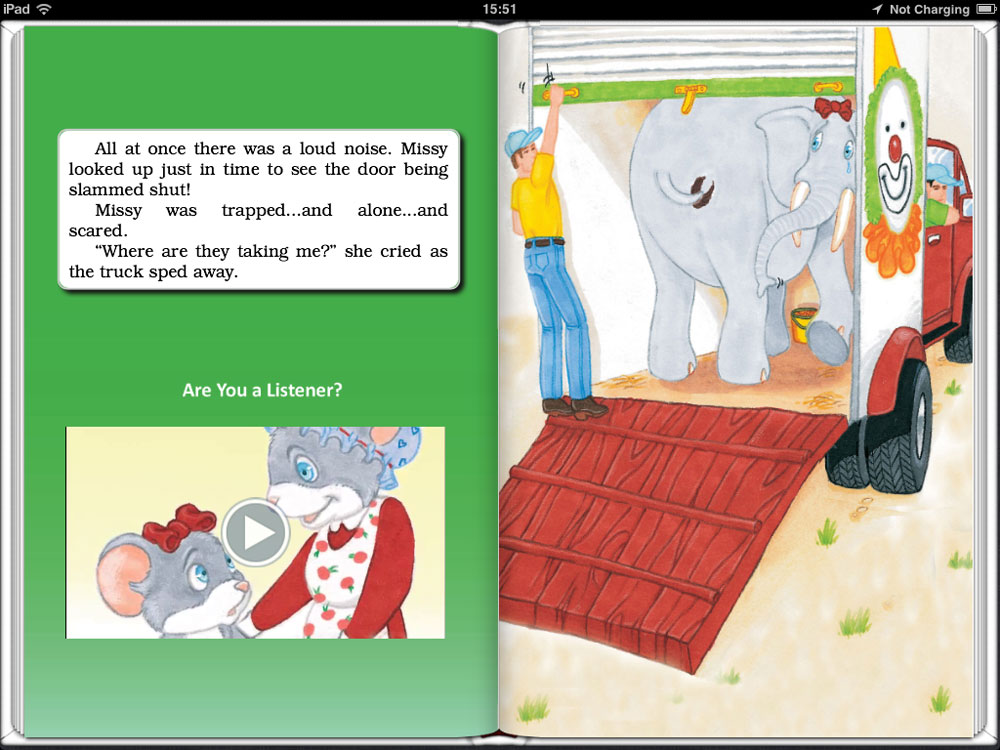 iPad
15:51
Not Charging
All at once there was a loud noise. Missy
looked up just in time to see the door being
slammed shut!
Missy was trapped...and alone...and
scared.
“Where are they taking me?” she cried as
the truck sped away.
Are You a Listener?